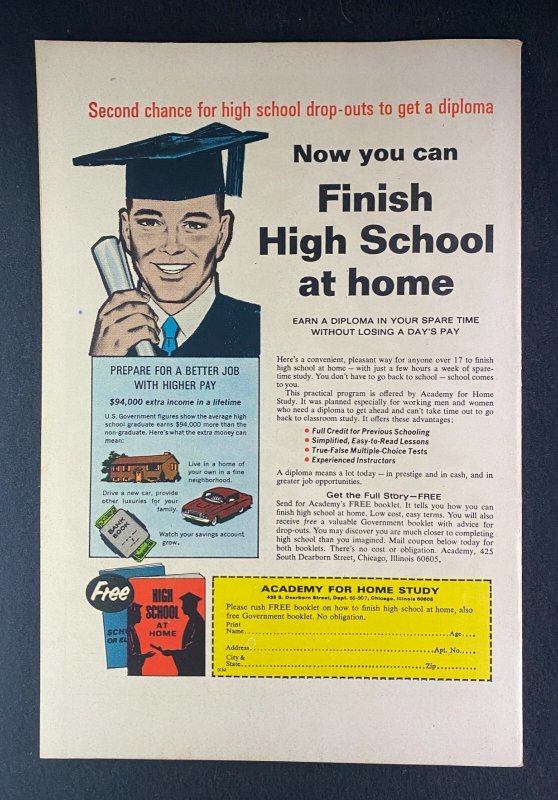 Second chance for high school drop-outs to get a diploma
Now you can
Finish
High School
at home
EARN A DIPLOMA IN YOUR SPARE TIME
WITHOUT LOSING A DAY'S PAY
PREPARE FOR A BETTER JOB
WITH HIGHER PAY
$94,000 extra income in a lifetime
U.S. Government figures show the average high
school graduate earns $94,000 more than the
non-graduate. Here's what the extra money can
mean:
Live in a home of
your own in a fine
neighborhood.
Drive a new car, provide
other luxuries for your
family.
BANK
BOOK
Watch your savings account
grow.
Here's a convenient, pleasant way for anyone over 17 to finish
high school at home — with just a few hours a week of spare-
time study. You don't have to go back to school — school comes
to you.
This practical program is offered by Academy for Home
Study. It was planned especially for working men and women
who need a diploma to get ahead and can't take time out to go
back to classroom study. It offers these advantages:
• Full Credit for Previous Schooling
• Simplified, Easy-to-Read Lessons
• True-False Multiple-Choice Tests
• Experienced Instructors
A diploma means a lot today — in prestige and in cash, and in
greater job opportunities.
Get the Full Story—FREE
Send for Academy's FREE booklet. It tells you how you can
finish high school at home. Low cost, easy terms. You will also
receive free a valuable Government booklet with advice for
drop-outs. You may discover you are much closer to completing
high school than you imagined. Mail coupon below today for
both booklets. There's no cost or obligation. Academy, 425
South Dearborn Street, Chicago, Illinois 60605.
Free
HIGH
SCHOOL
AT
HOME
SCHO
OR EL
ACADEMY FOR HOME STUDY
425 S. Dearborn Street, Dept. 55-907, Chicago, Illinois 60605
Please rush FREE booklet on how to finish high school at home, also
free Government booklet. No obligation.
Print
Name Age
Address Apt. No.
City &
State Zip